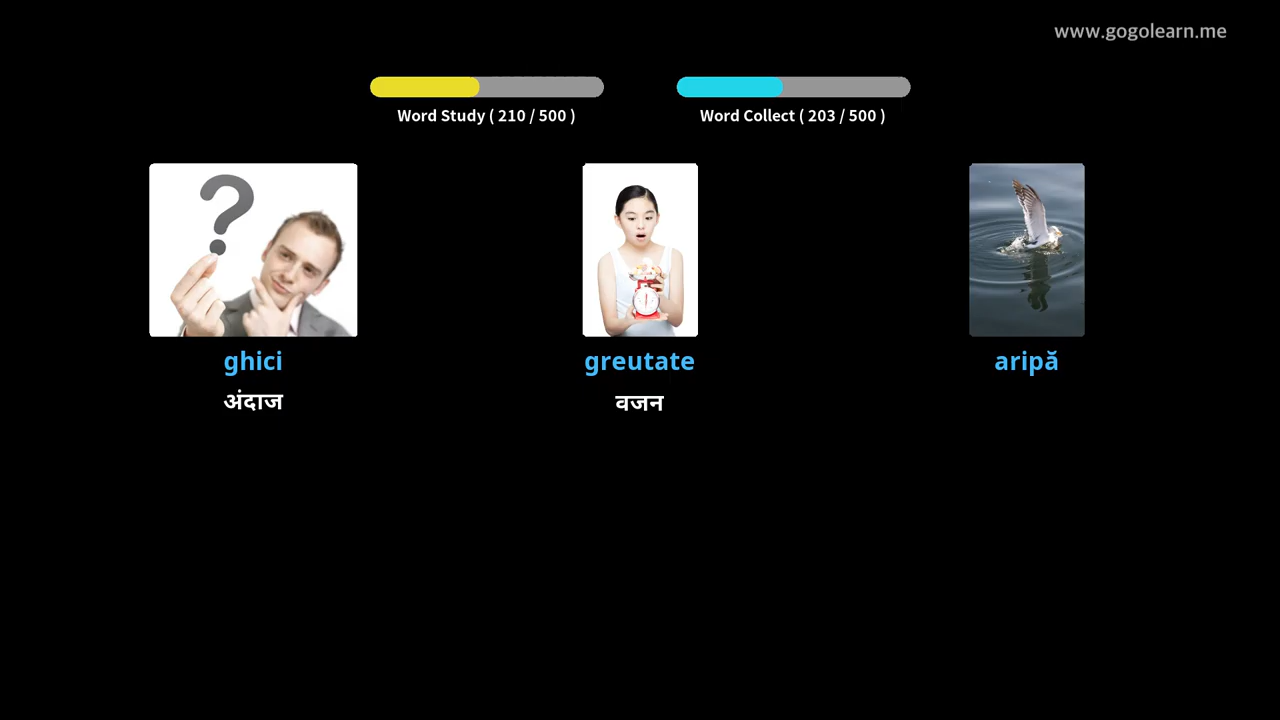 www.gogolearn.me
Word Study ( 210 / 500 )
Word Collect ( 203 / 500 )
ghici
greutate
aripă
अंदाज
वजन